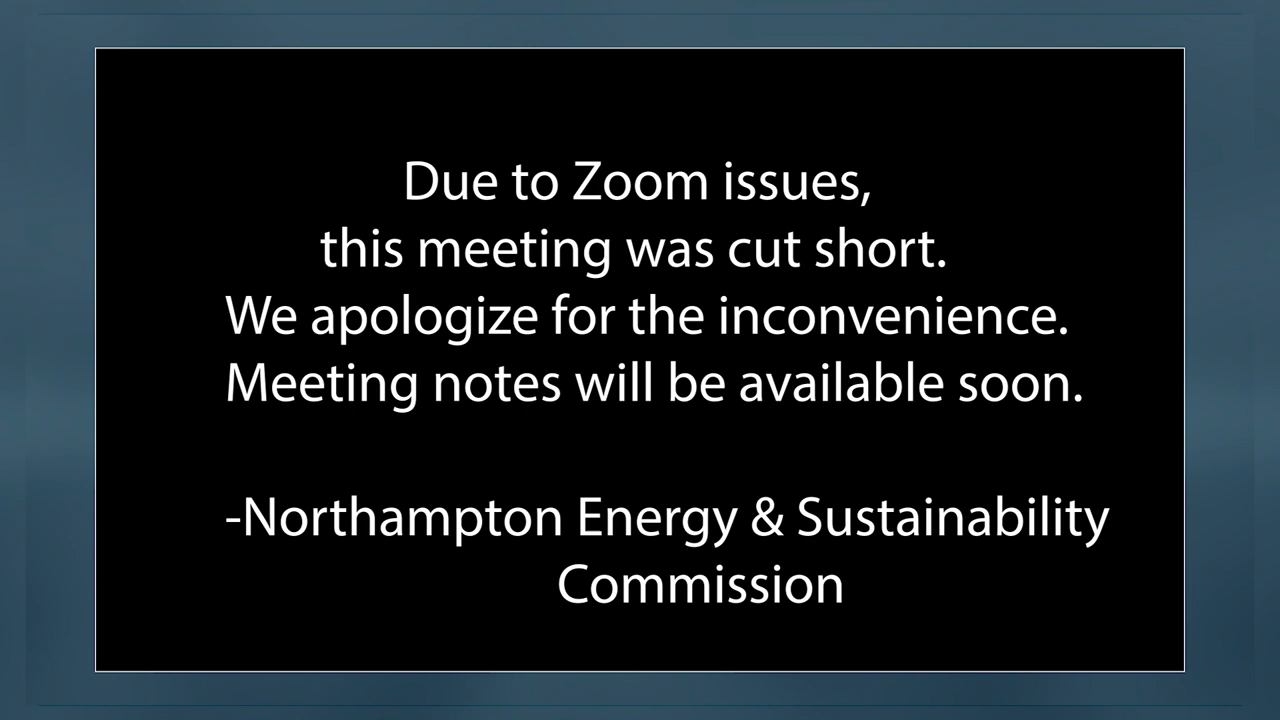 Due to Zoom issues,
this meeting was cut short.
We apologize for the inconvenience.
Meeting notes will be available soon.
-Northampton Energy & Sustainability
Commission